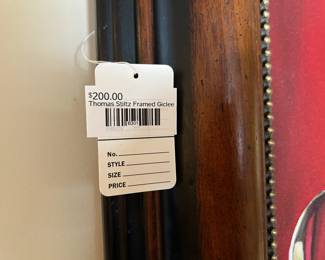 $200.00
Thomas Stiltz Framed Giclee
No.
STYLE
SIZE
PRICE